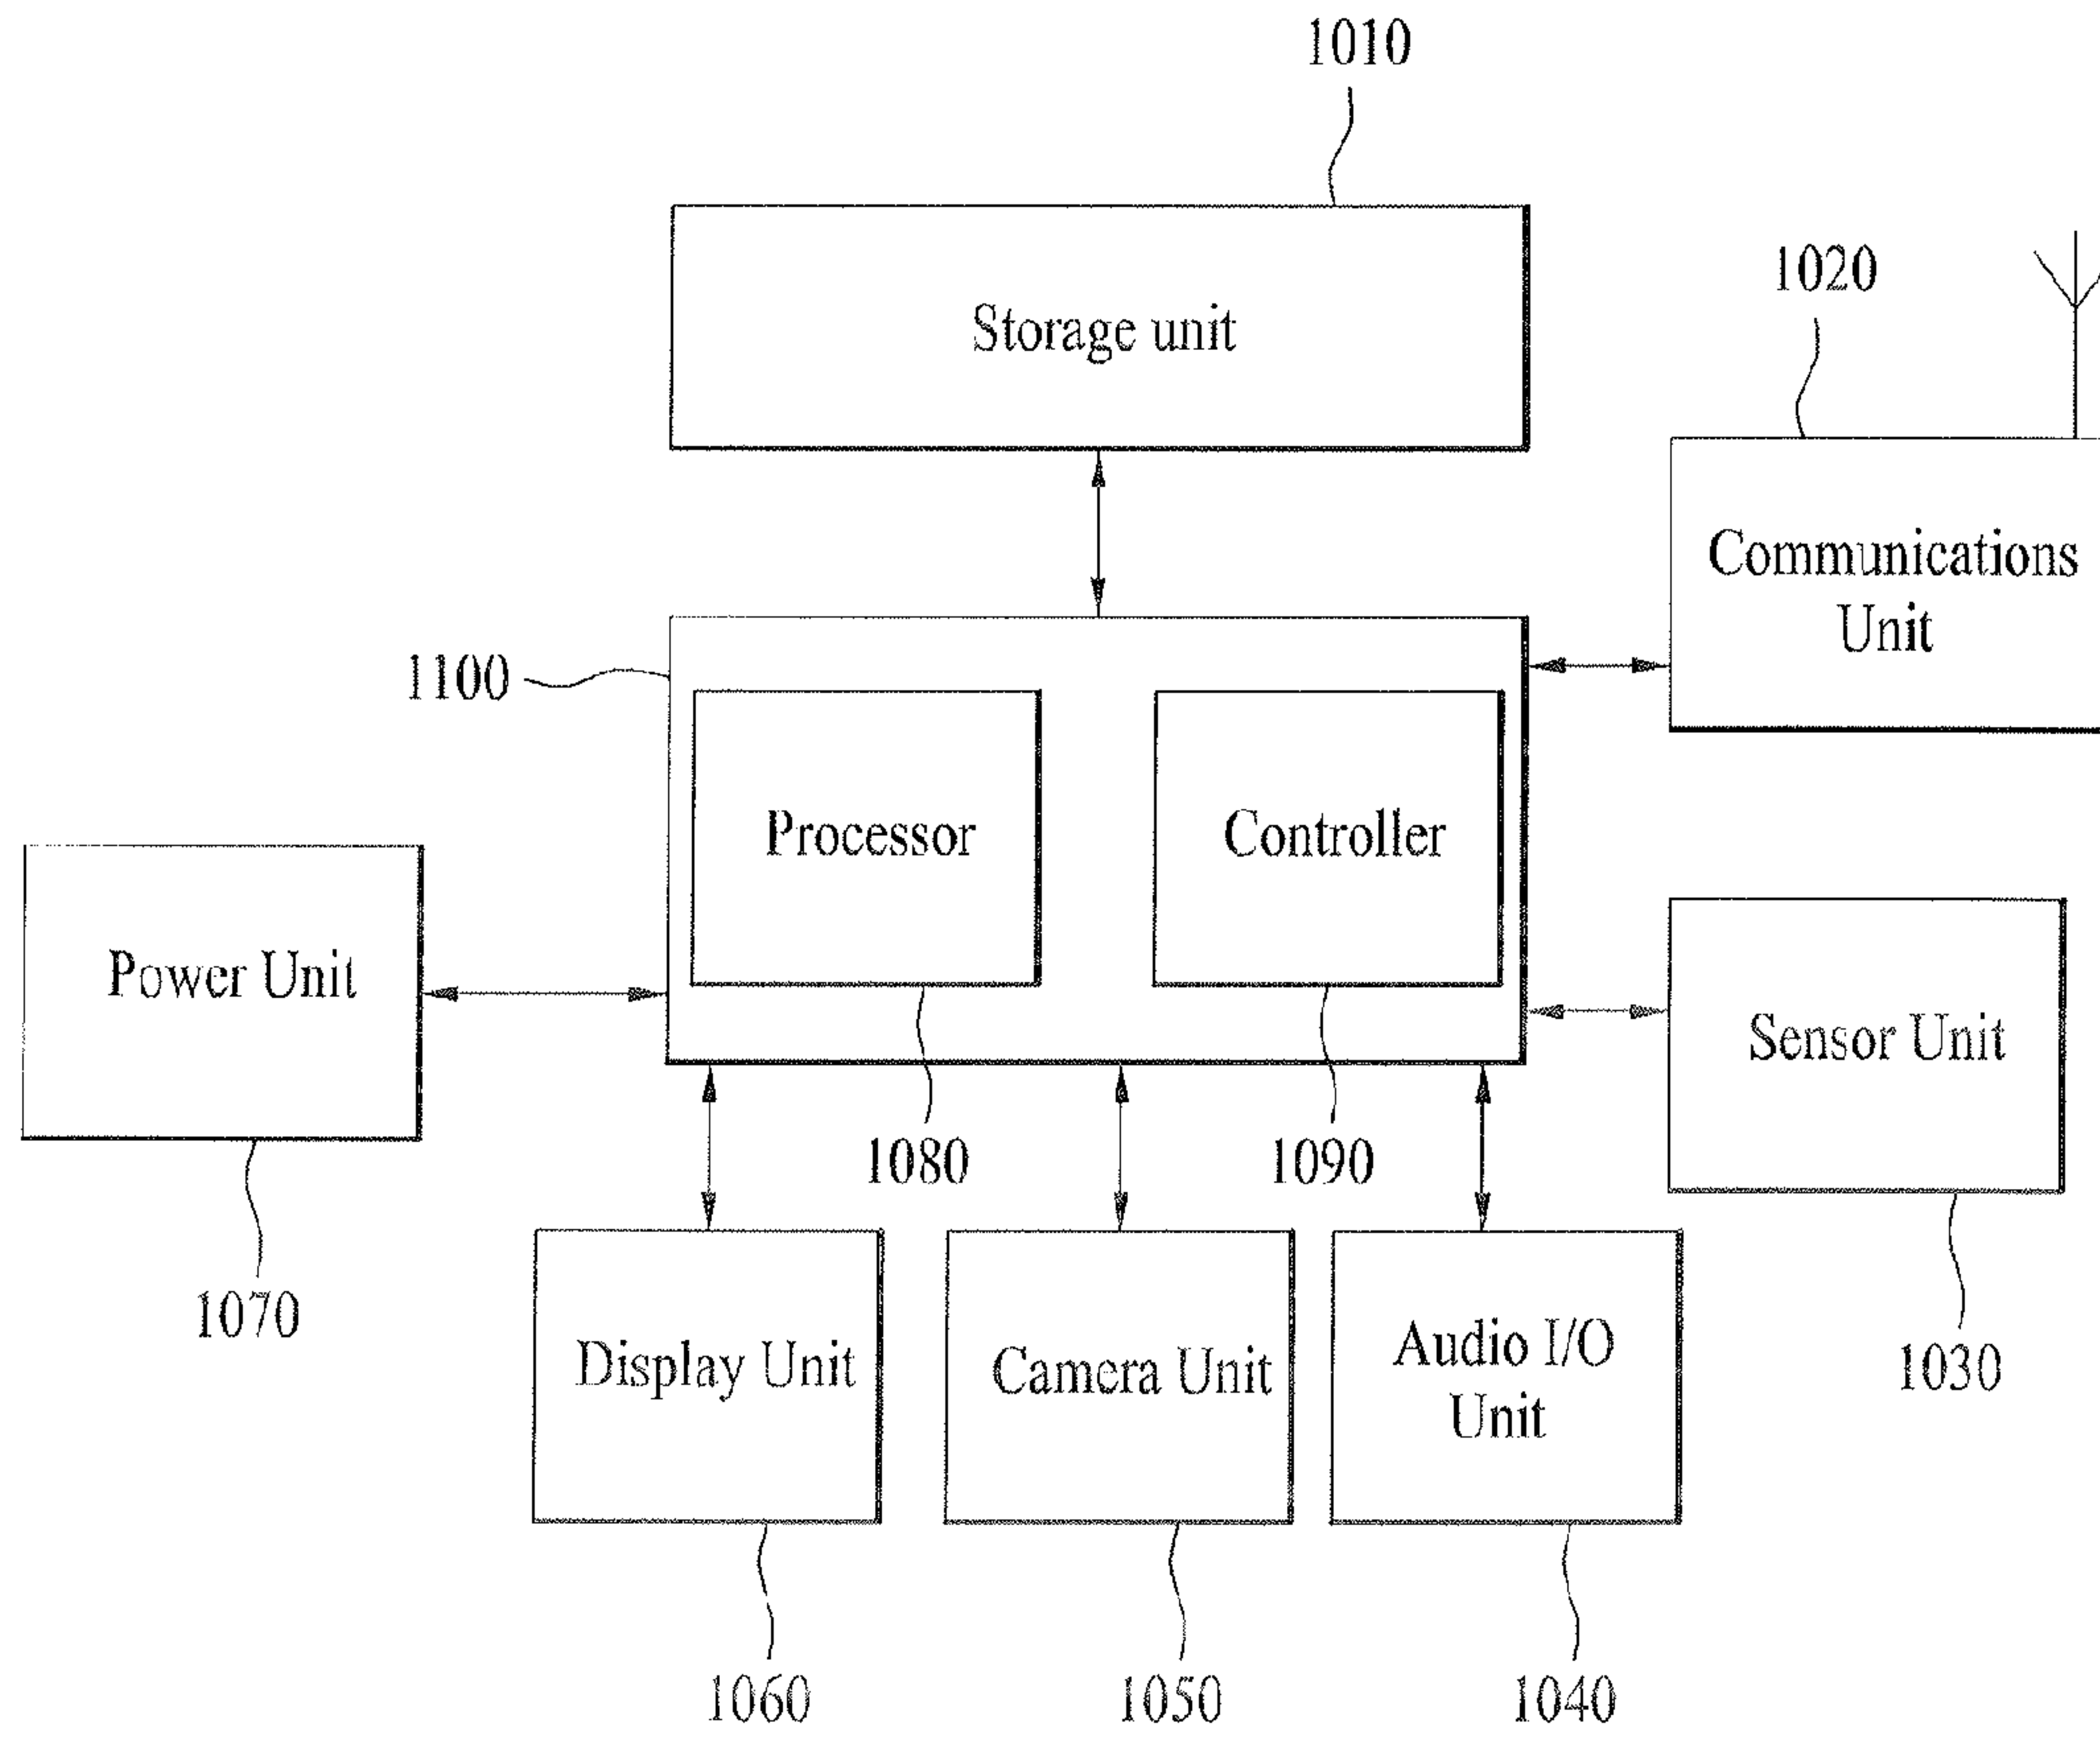 1010
1020
Storage unit
Communications
Unit
1100
Processor
Controller
Power Unit
Sensor Unit
1080
1090
1070
Display Unit
Camera Unit
Audio I/O
Unit
1030
1060
1050
1040